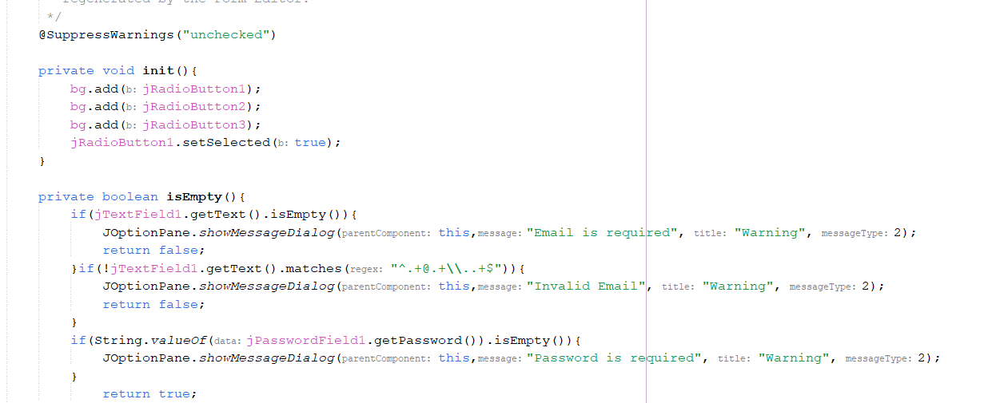 regenerated by the Form Editor.
*/
@SuppressWarnings("unchecked")
private void init(){
bg.add(b: jRadioButton1);
bg.add(b: jRadioButton2);
bg.add(b: jRadioButton3);
jRadioButton1.setSelected(b: true);
}
private boolean isEmpty(){
if(jTextField1.getText().isEmpty()){
JOptionPane.showMessageDialog(parentComponent: this,message: "Email is required", title: "Warning", messageType: 2);
return false;
}if(!jTextField1.getText().matches(regex: "^.+@.+\\..+$")){
JOptionPane.showMessageDialog(parentComponent: this,message: "Invalid Email", title: "Warning", messageType: 2);
return false;
}
if(String.valueOf(data: jPasswordField1.getPassword()).isEmpty()){
JOptionPane.showMessageDialog(parentComponent: this,message: "Password is required", title: "Warning", messageType: 2);
}
return true;